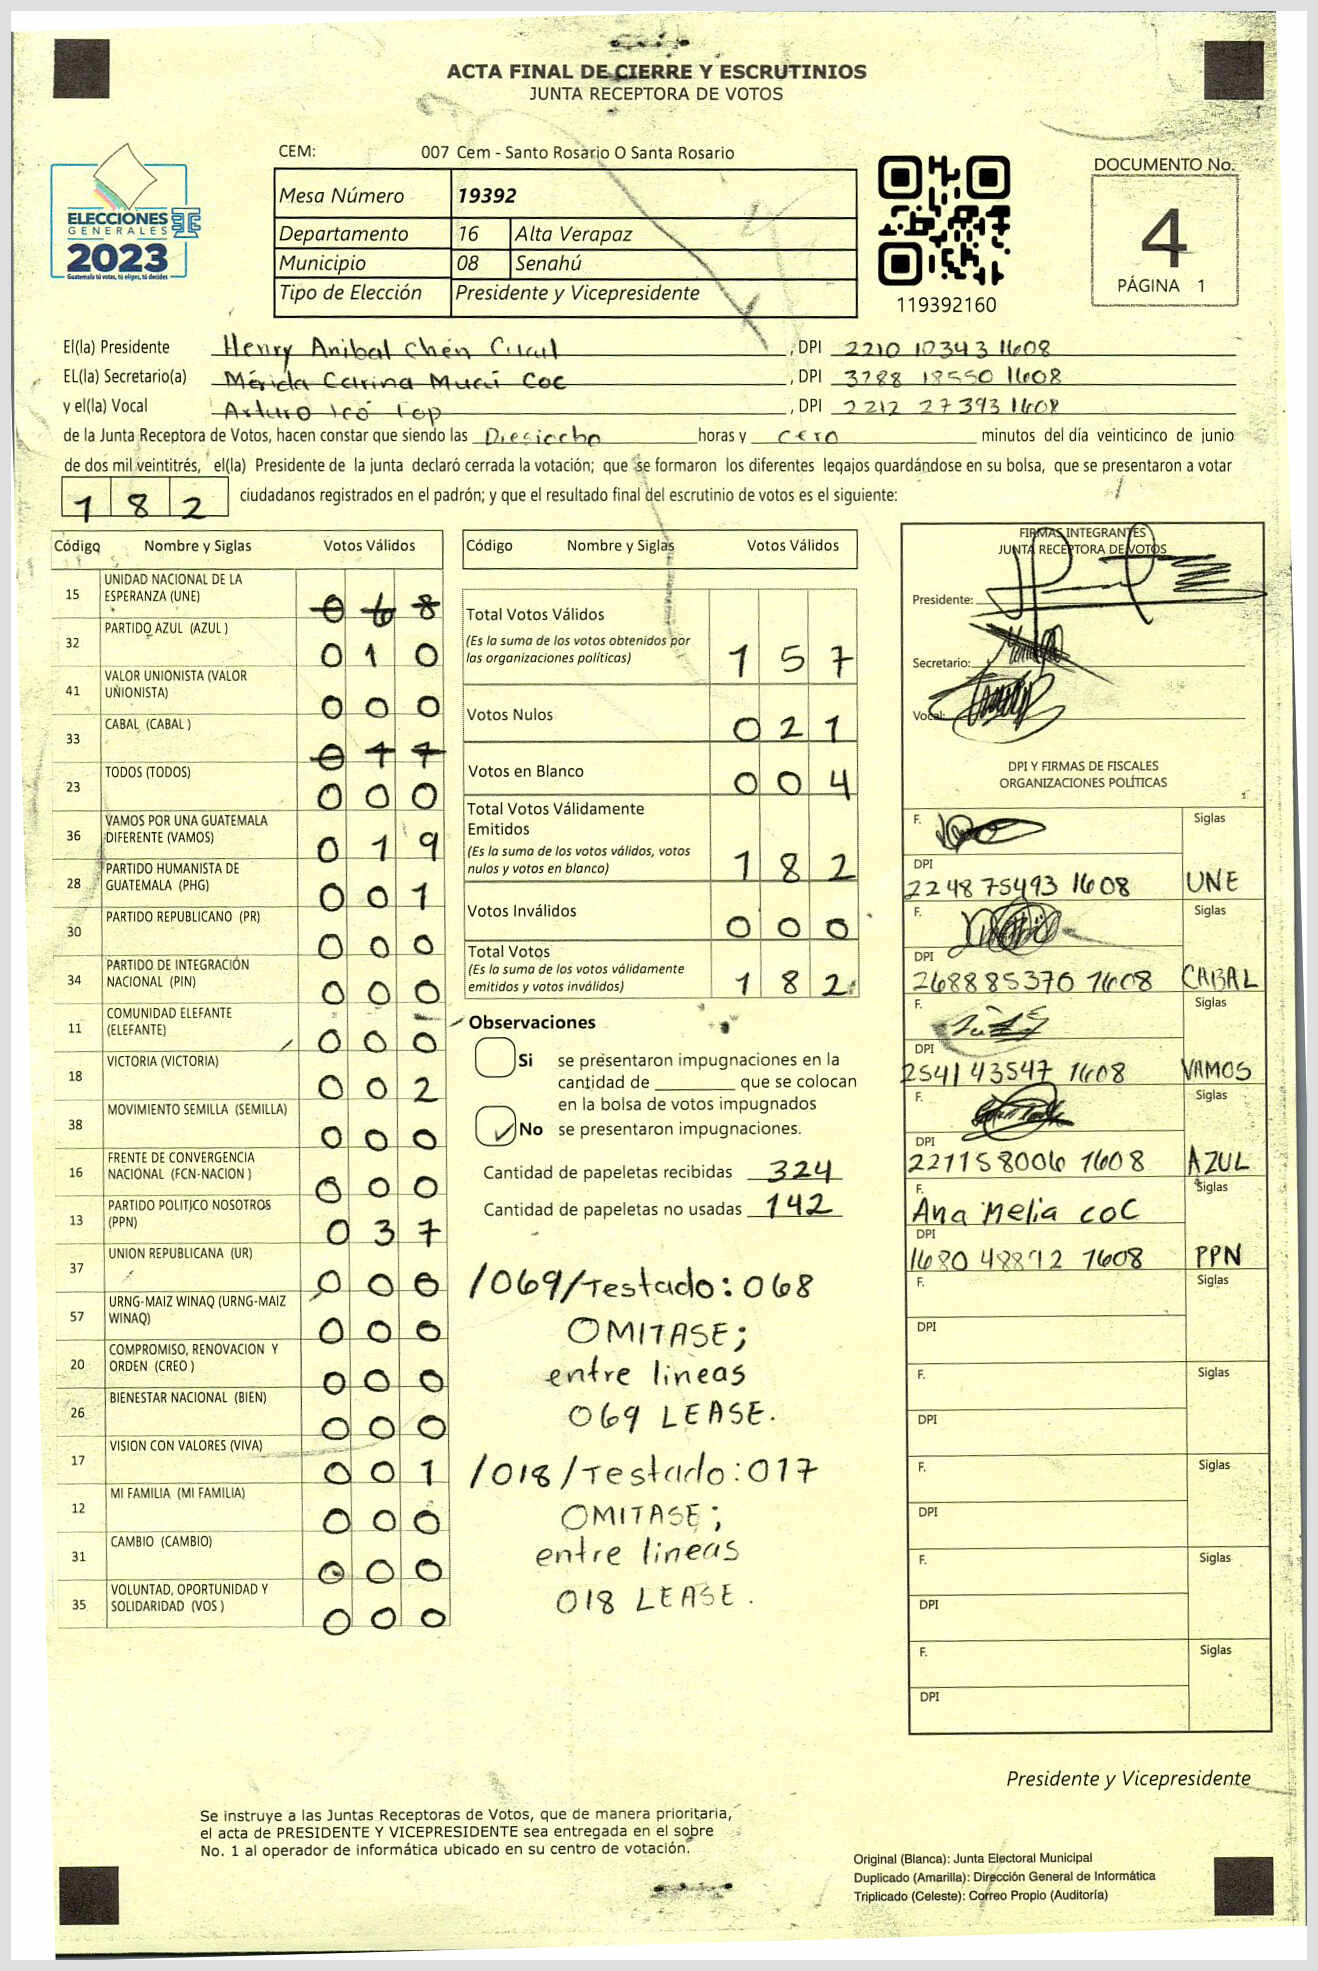 ACTA FINAL DE CIERRE Y ESCRUTINIOS
JUNTA RECEPTORA DE VOTOS
ELECCIONES
GENERALES
2023
Guatemala tú votas, tú eliges, tú decides
CEM: 007 Cem - Santo Rosario O Santa Rosario
Mesa Número 19392
Departamento 16 Alta Verapaz
Municipio 08 Senahú
Tipo de Elección Presidente y Vicepresidente
119392160
DOCUMENTO No.
4
PÁGINA 1
El(la) Presidente Henry Anibal Chén , DPI 2210 10343 1608
EL(la) Secretario(a) Mérida Carina Mucú Coc , DPI 3288 18550 1608
y el(la) Vocal Arturo Icó , DPI 2212 27393 1608
de la Junta Receptora de Votos, hacen constar que siendo las Diesiocho horas y cero minutos del día veinticinco de junio
de dos mil veintitrés, el(la) Presidente de la junta declaró cerrada la votación; que se formaron los diferentes legajos quardándose en su bolsa, que se presentaron a votar
182 ciudadanos registrados en el padrón; y que el resultado final del escrutinio de votos es el siguiente:
Código Nombre y Siglas Votos Válidos
15 UNIDAD NACIONAL DE LA
ESPERANZA (UNE) 0 6 8
32 PARTIDO AZUL (AZUL ) 0 1 0
41 VALOR UNIONISTA (VALOR
UNIONISTA) 0 0 0
33 CABAL (CABAL ) 0 1 7
23 TODOS (TODOS) 0 0 0
36 VAMOS POR UNA GUATEMALA
DIFERENTE (VAMOS) 0 1 9
28 PARTIDO HUMANISTA DE
GUATEMALA (PHG) 0 0 1
30 PARTIDO REPUBLICANO (PR) 0 0 0
34 PARTIDO DE INTEGRACIÓN
NACIONAL (PIN) 0 0 0
11 COMUNIDAD ELEFANTE
(ELEFANTE) 0 0 0
18 VICTORIA (VICTORIA) 0 0 2
38 MOVIMIENTO SEMILLA (SEMILLA) 0 0 0
16 FRENTE DE CONVERGENCIA
NACIONAL (FCN-NACION ) 0 0 0
13 PARTIDO POLITICO NOSOTROS
(PPN) 0 3 7
37 UNION REPUBLICANA (UR) 0 0 0
57 URNG-MAIZ WINAQ (URNG-MAIZ
WINAQ) 0 0 0
20 COMPROMISO, RENOVACION Y
ORDEN (CREO ) 0 0 0
26 BIENESTAR NACIONAL (BIEN) 0 0 0
17 VISION CON VALORES (VIVA) 0 0 1
12 MI FAMILIA (MI FAMILIA) 0 0 0
31 CAMBIO (CAMBIO) 0 0 0
35 VOLUNTAD, OPORTUNIDAD Y
SOLIDARIDAD (VOS ) 0 0 0
Código Nombre y Siglas Votos Válidos
Total Votos Válidos
(Es la suma de los votos obtenidos por
las organizaciones políticas) 1 5 7
Votos Nulos 0 2 1
Votos en Blanco 0 0 4
Total Votos Válidamente
Emitidos
(Es la suma de los votos válidos, votos
nulos y votos en blanco) 1 8 2
Votos Inválidos 0 0 0
Total Votos
(Es la suma de los votos válidamente
emitidos y votos inválidos) 1 8 2
Observaciones
Si se presentaron impugnaciones en la
cantidad de ________ que se colocan
en la bolsa de votos impugnados
No se presentaron impugnaciones.
Cantidad de papeletas recibidas 324
Cantidad de papeletas no usadas 142
/069/Testado: 068
OMITASE;
entre lineas
069 LEASE.
/018/Testado: 017
OMITASE;
entre lineas
018 LEASE.
FIRMAS INTEGRANTES
JUNTA RECEPTORA DE VOTOS
Presidente:
Secretario:
Vocal:
DPI Y FIRMAS DE FISCALES
ORGANIZACIONES POLÍTICAS
F. Siglas
DPI
2248 75493 1608 UNE
F. Siglas
DPI
2688 85370 1608 CABAL
F. Siglas
DPI
2541 43547 1608 VAMOS
F. Siglas
DPI
2211 58006 1608 AZUL
F. Siglas
Ana Melia COC
DPI
1680 48872 1608 PPN
F. Siglas
DPI
F. Siglas
DPI
F. Siglas
DPI
F. Siglas
DPI
F. Siglas
DPI
Presidente y Vicepresidente
Se instruye a las Juntas Receptoras de Votos, que de manera prioritaria,
el acta de PRESIDENTE Y VICEPRESIDENTE sea entregada en el sobre
No. 1 al operador de informática ubicado en su centro de votación.
Original (Blanca): Junta Electoral Municipal
Duplicado (Amarilla): Dirección General de Informática
Triplicado (Celeste): Correo Propio (Auditoría)